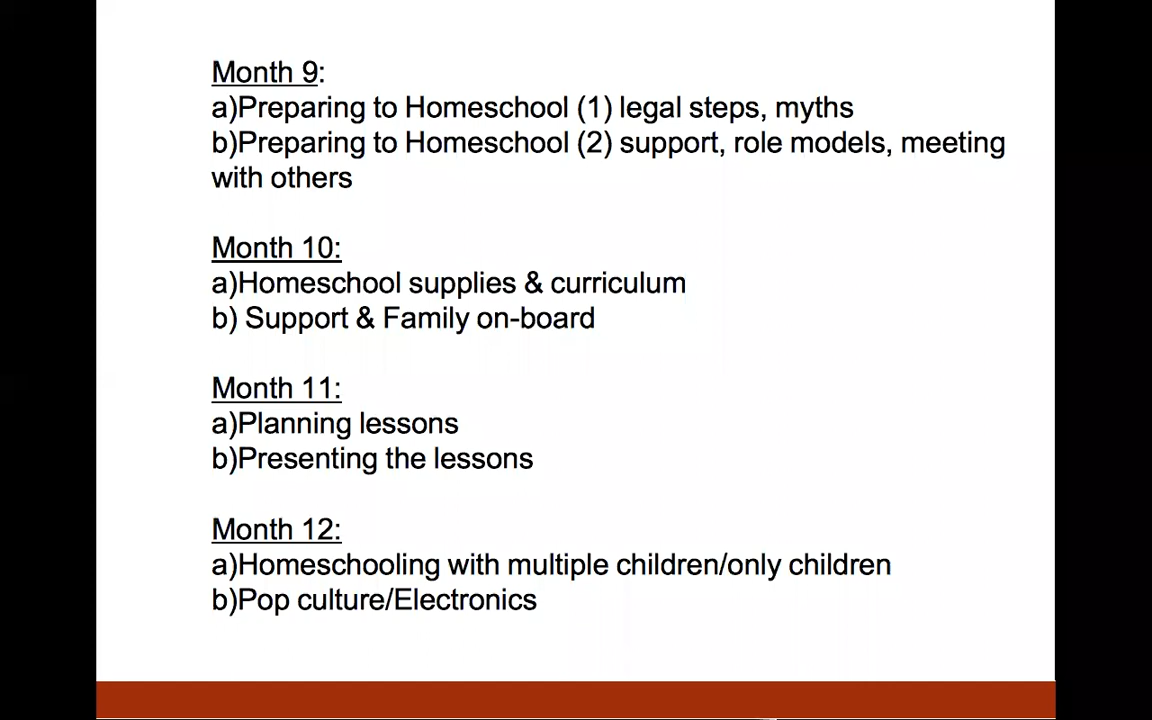 Month 9:
a)Preparing to Homeschool (1) legal steps, myths
b)Preparing to Homeschool (2) support, role models, meeting
with others
Month 10:
a)Homeschool supplies & curriculum
b) Support & Family on-board
Month 11:
a)Planning lessons
b)Presenting the lessons
Month 12:
a)Homeschooling with multiple children/only children
b)Pop culture/Electronics